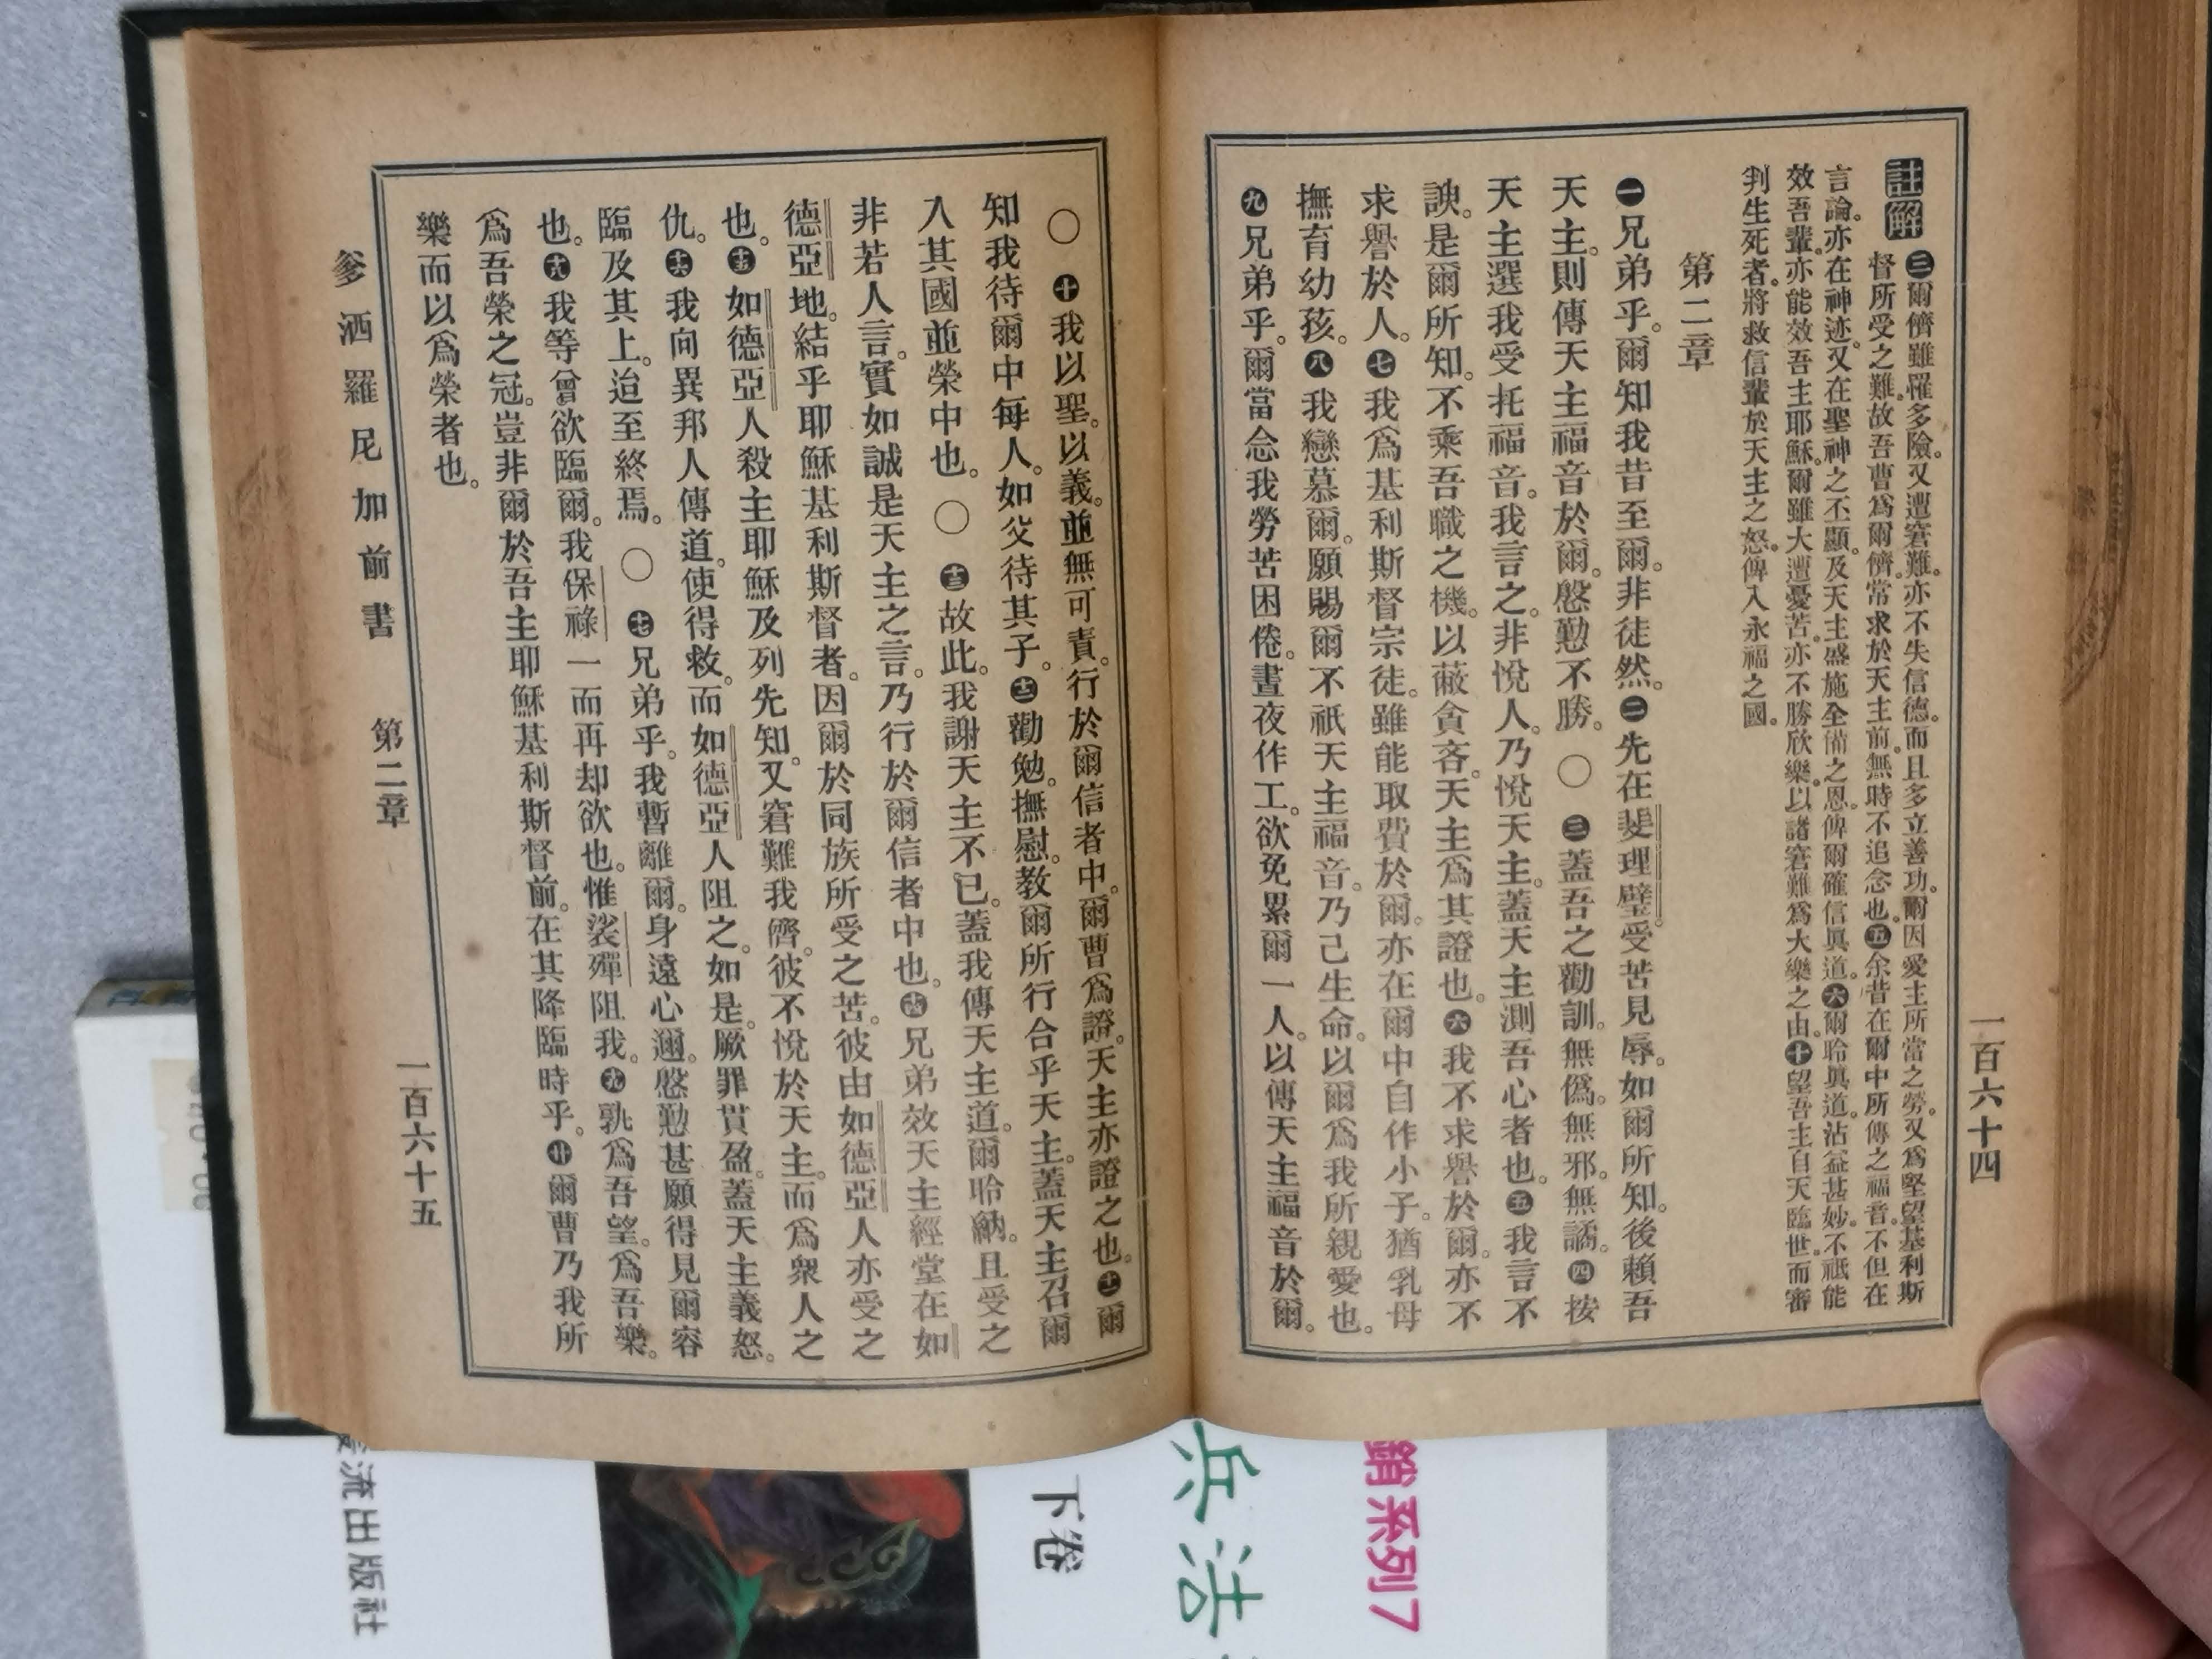 一百六十四
註解
㊂爾儕雖罹多險。又遭窘難。亦不失信德。而且多立善功。爾因愛主所當之勞。又爲堅望基利斯
督所受之難。故吾曹爲爾儕。常求於天主前。無時不追念也。㊄余昔在爾中所傳之福音。不但在
言論。亦在神迹。又在聖神之丕顯。及天主盛施全備之恩。俾爾確信眞道。㊅爾聆眞道。沾益甚妙。不祇能
效吾輩。亦能效吾主耶穌。爾雖大遭憂苦。亦不勝欣樂。以諸窘難爲大樂之由。㊉望吾主自天臨世。而審
判生死者。將救信輩於天主之怒。俾入永福之國。
第二章
㊀兄弟乎。爾知我昔至爾。非徒然。㊁先在斐理璧。受苦見辱。如爾所知。後賴吾
天主。則傳天主福音於爾。慇懃不勝。○㊂蓋吾之勸訓。無僞。無邪。無譎。㊃按
天主選我受托福音。我言之。非悅人。乃悅天主。蓋天主測吾心者也。㊄我言不
諛。是爾所知。不乘吾職之機。以蔽貪吝。天主爲其證也。㊅我不求譽於爾。亦不
求譽於人。㊆我爲基利斯督宗徒。雖能取費於爾。亦在爾中自作小子。猶乳母
撫育幼孩。㊇我戀慕爾。願賜爾不祇天主福音。乃己生命。以爾爲我所親愛也。
㊈兄弟乎。爾當念我勞苦困倦。晝夜作工。欲免累爾一人。以傳天主福音於爾。
○㊉我以聖。以義。並無可責。行於爾信者中。爾曹爲證。天主亦證之也。十一爾
知我待爾中每人。如父待其子。十二勸勉。撫慰。教爾所行合乎天主。蓋天主召爾
入其國並榮中也。○十三故此。我謝天主不已。蓋我傳天主道。爾聆納。且受之
非若人言。實如誠是天主之言。乃行於爾信者中也。十四兄弟效天主經堂在如
德亞地。結乎耶穌基利斯督者。因爾於同族所受之苦。彼由如德亞人亦受之
也。十五如德亞人殺主耶穌及列先知。又窘難我儕。彼不悅於天主。而爲衆人之
仇。十六我向異邦人傳道。使得救。而如德亞人阻之。如是。厥罪貫盈。蓋天主義怒。
臨及其上。迨至終焉。○十七兄弟乎。我暫離爾。身遠心邇。慇懃甚願得見爾容
也。十八我等曾欲臨爾。我保祿一而再却欲也。惟裟殫阻我。十九孰爲吾望。爲吾樂。
爲吾榮之冠。豈非爾於吾主耶穌基利斯督前。在其降臨時乎。廿爾曹乃我所
樂而以爲榮者也。
爹洒羅尼加前書　第二章　一百六十五
系列7
兵法
下卷
流出版社